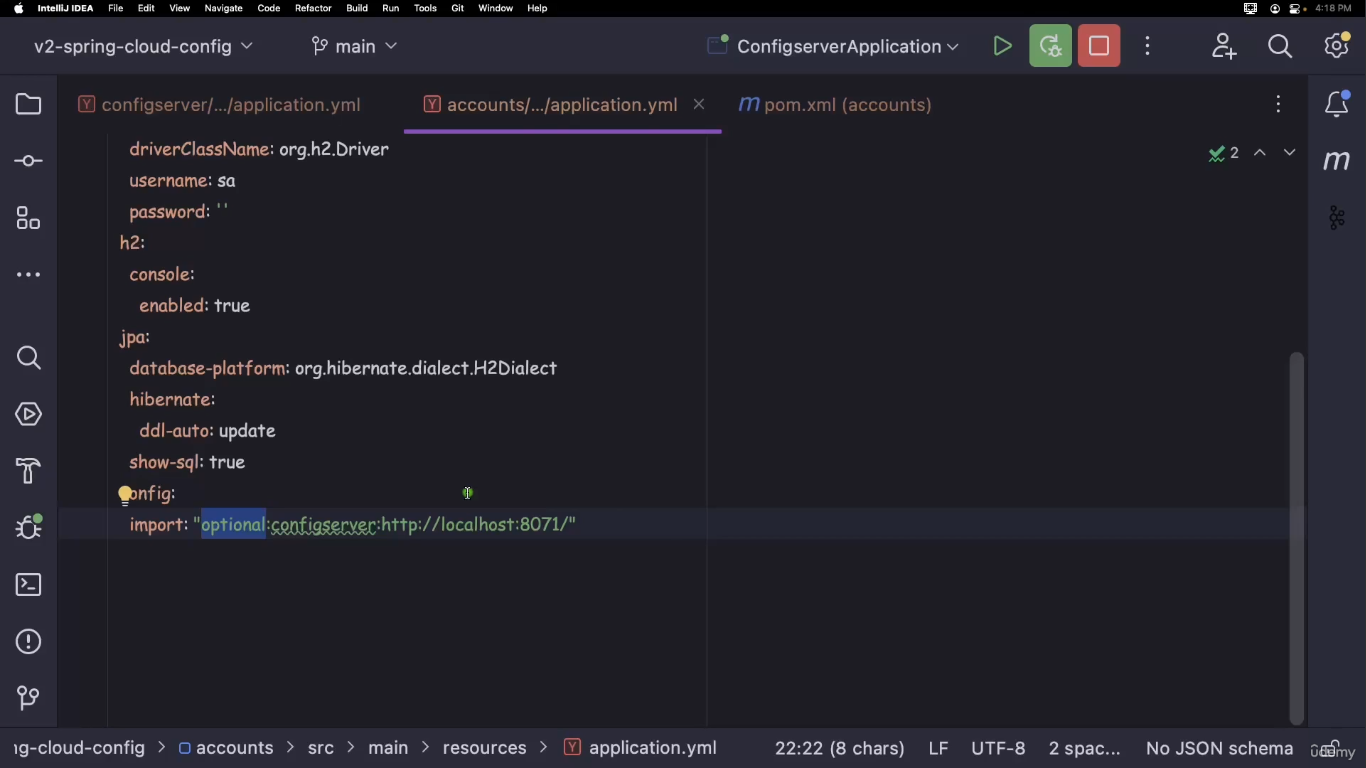 IntelliJ IDEA File Edit View Navigate Code Refactor Build Run Tools Git Window Help 4:18 PM
v2-spring-cloud-config main ConfigserverApplication
configserver/.../application.yml accounts/.../application.yml pom.xml (accounts)
driverClassName: org.h2.Driver
2
username: sa
password: ''
h2:
console:
enabled: true
jpa:
database-platform: org.hibernate.dialect.H2Dialect
hibernate:
ddl-auto: update
show-sql: true
onfig:
import: "optional:configserver:http://localhost:8071/"
ng-cloud-config accounts src main resources application.yml 22:22 (8 chars) LF UTF-8 2 spac... No JSON schema
udemy